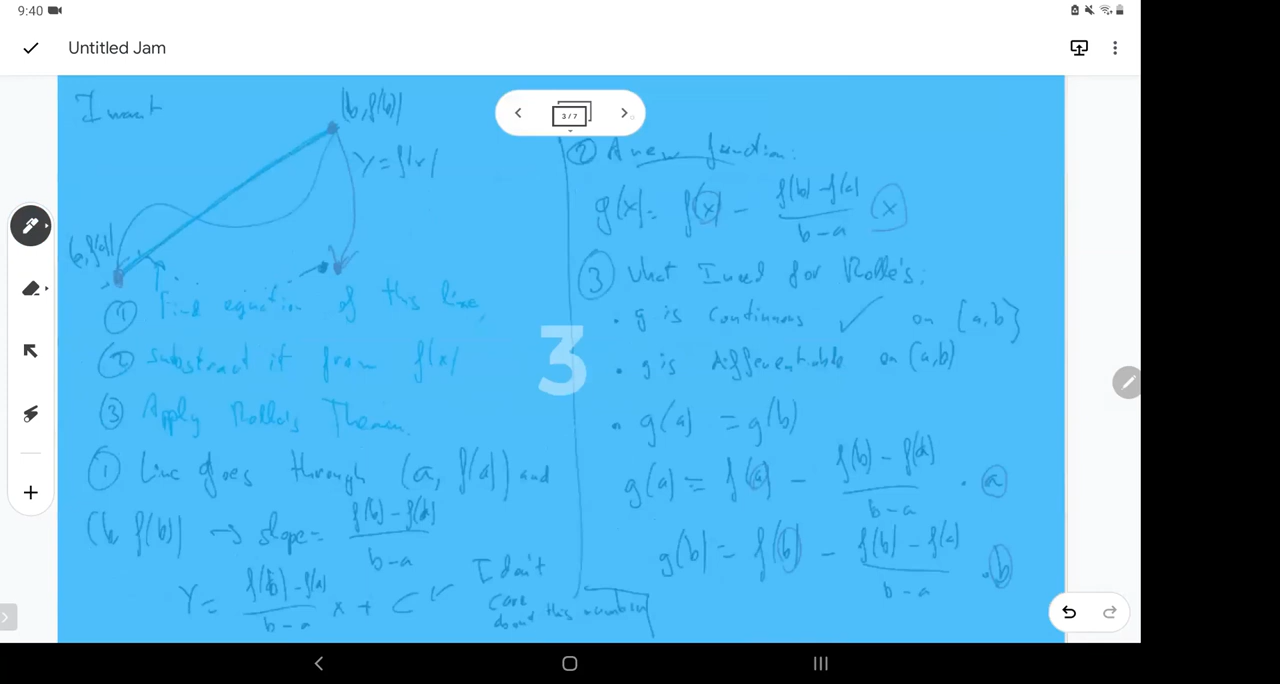 9:40
Untitled Jam
3 / 7
I want
(b, f(b))
y = f(x)
(a, f(a))
① Find equation of this line,
② substract it from f(x)
③ Apply Rolle's Theorem.
① Line goes through (a, f(a)) and
(b, f(b)) → slope = f(b) - f(a) / b - a
y = f(b) - f(a) / b - a x + C
I don't
care
about this number
3
② A new function:
g(x) = f(x) - f(b) - f(a) / b - a x
③ What I need for Rolle's:
• g is continuous ✓ on [a, b]
• g is differentiable on (a, b)
• g(a) = g(b)
g(a) = f(a) - f(b) - f(a) / b - a · a
g(b) = f(b) - f(b) - f(a) / b - a · b